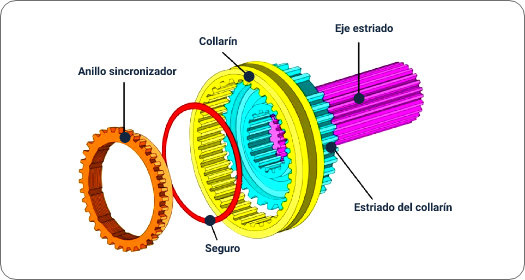 Eje estriado
Collarín
Anillo sincronizador
Estriado del collarín
Seguro